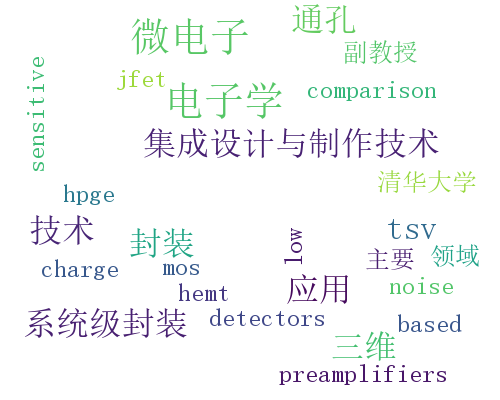 通孔
微电子
副教授
sensitive
jfet
电子学
comparison
集成设计与制作技术
清华大学
hpge
技术
tsv
封装
low
主要
领域
charge
mos
应用
noise
hemt
系统级封装
detectors
based
三维
preamplifiers